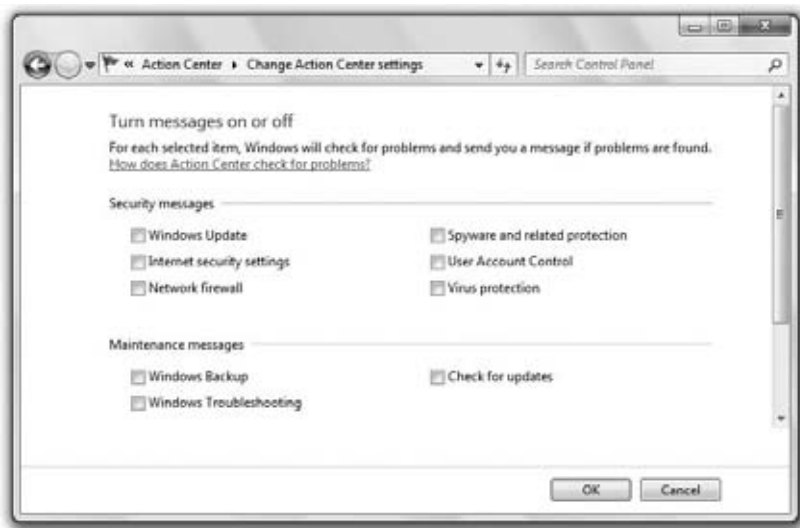 « Action Center ▸ Change Action Center settings
Search Control Panel
Turn messages on or off
For each selected item, Windows will check for problems and send you a message if problems are found.
How does Action Center check for problems?
Security messages
Windows Update
Spyware and related protection
Internet security settings
User Account Control
Network firewall
Virus protection
Maintenance messages
Windows Backup
Check for updates
Windows Troubleshooting
OK
Cancel